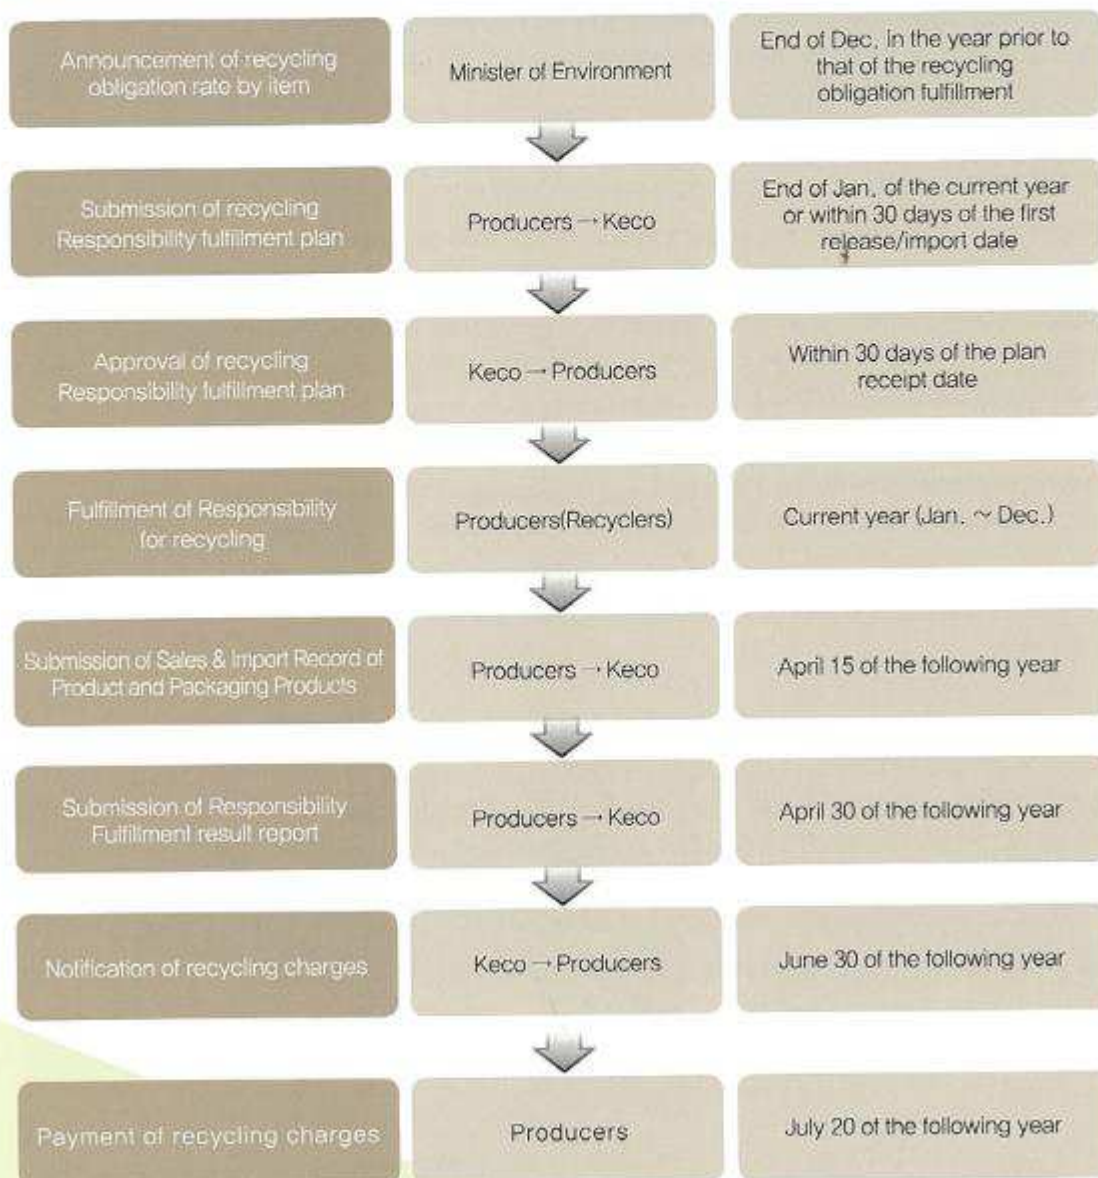 Announcement of recycling
obligation rate by item
Minister of Environment
End of Dec. in the year prior to
that of the recycling
obligation fulfillment
Submission of recycling
Responsibility fulfillment plan
Producers → Keco
End of Jan. of the current year
or within 30 days of the first
release/import date
Approval of recycling
Responsibility fulfillment plan
Keco → Producers
Within 30 days of the plan
receipt date
Fulfillment of Responsibility
for recycling
Producers(Recyclers)
Current year (Jan. ~ Dec.)
Submission of Sales & Import Record of
Product and Packaging Products
Producers → Keco
April 15 of the following year
Submission of Responsibility
Fulfillment result report
Producers → Keco
April 30 of the following year
Notification of recycling charges
Keco → Producers
June 30 of the following year
Payment of recycling charges
Producers
July 20 of the following year